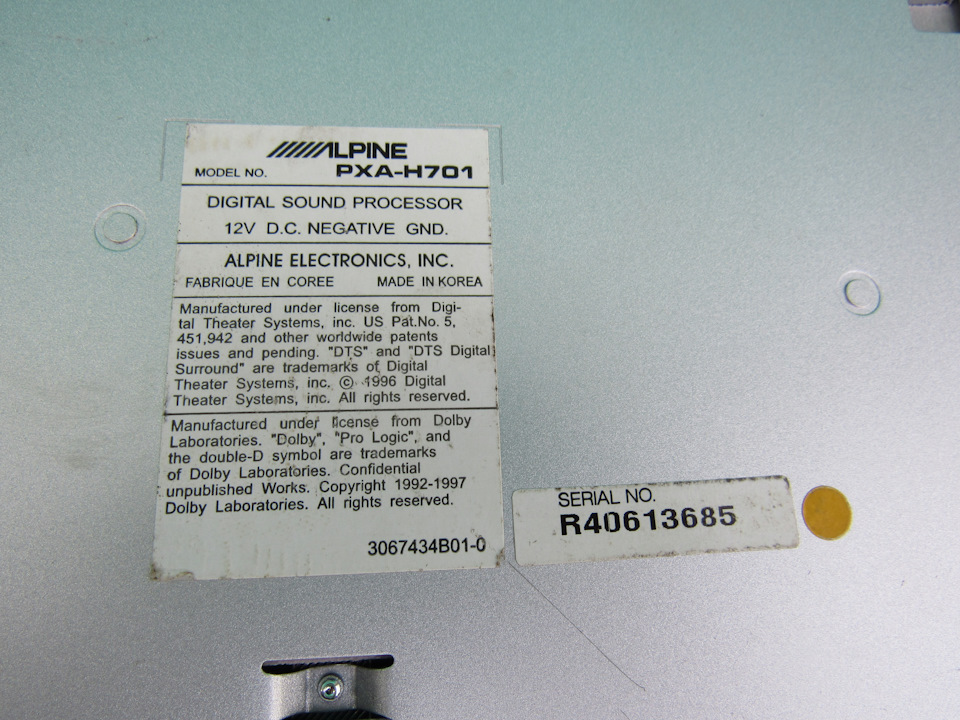 ALPINE
MODEL NO. PXA-H701
DIGITAL SOUND PROCESSOR
12V D.C. NEGATIVE GND.
ALPINE ELECTRONICS, INC.
FABRIQUE EN COREE MADE IN KOREA
Manufactured under license from Digi-
tal Theater Systems, inc. US Pat.No. 5,
451,942 and other worldwide patents
issues and pending. "DTS" and "DTS Digital
Surround" are trademarks of Digital
Theater Systems, inc. © 1996 Digital
Theater Systems, inc. All rights reserved.
Manufactured under license from Dolby
Laboratories. "Dolby", "Pro Logic", and
the double-D symbol are trademarks
of Dolby Laboratories. Confidential
unpublished Works. Copyright 1992-1997
Dolby Laboratories. All rights reserved.
3067434B01-0
SERIAL NO.
R40613685